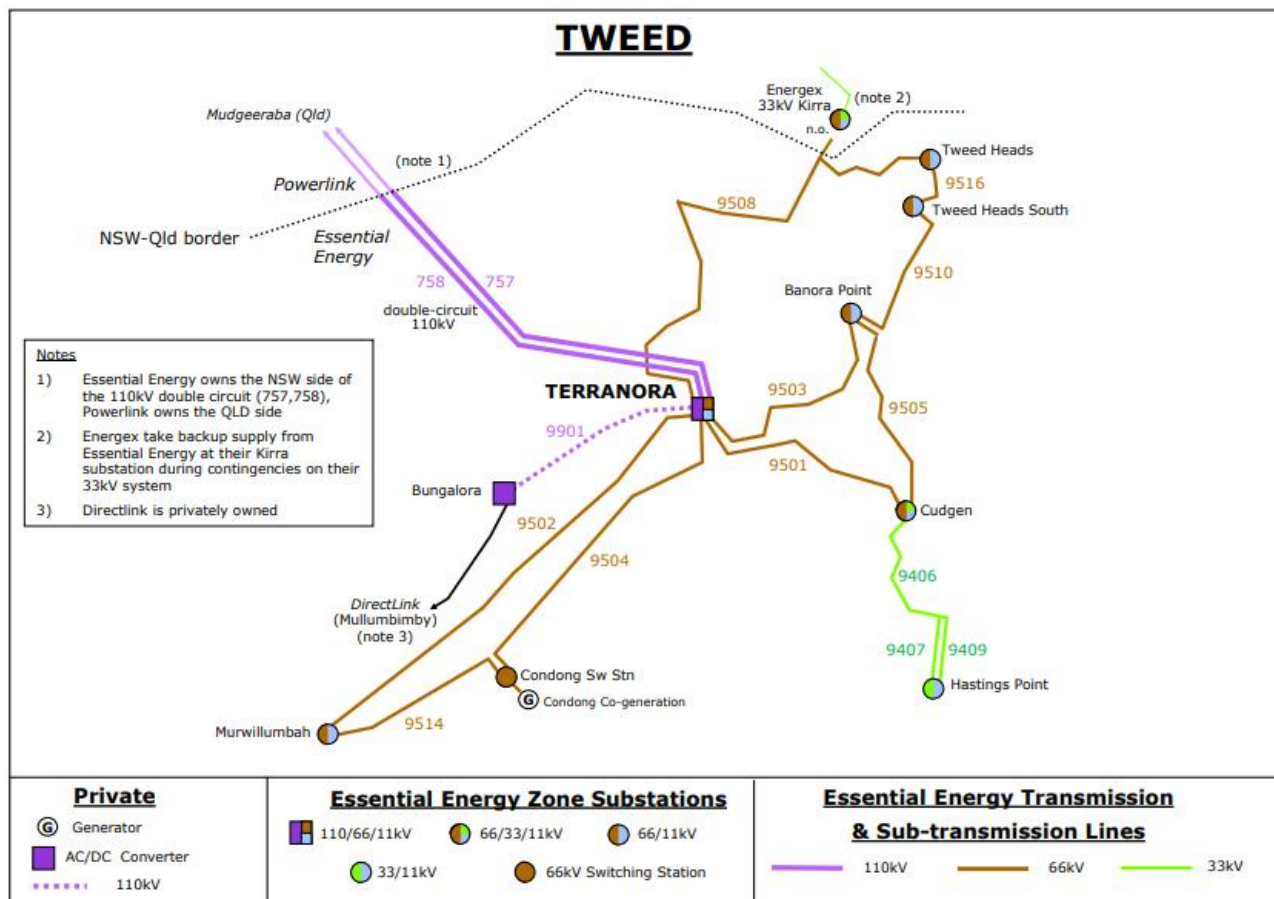 TWEED
Energex
33kV Kirra
(note 2)
n.o.
Mudgeeraba (Qld)
(note 1)
Powerlink
NSW-Qld border
Essential
Energy
758
757
double-circuit
110kV
9508
Tweed Heads
9516
Tweed Heads South
9510
Banora Point
Notes
1) Essential Energy owns the NSW side of
the 110kV double circuit (757,758),
Powerlink owns the QLD side
2) Energex take backup supply from
Essential Energy at their Kirra
substation during contingencies on their
33kV system
3) Directlink is privately owned
TERRANORA
9503
9505
9901
9501
Bungalora
9502
Cudgen
9504
9406
DirectLink
(Mullumbimby)
(note 3)
9407
9409
Hastings Point
Condong Sw Stn
G
Condong Co-generation
Murwillumbah
9514
Private
G Generator
AC/DC Converter
110kV
Essential Energy Zone Substations
110/66/11kV
66/33/11kV
66/11kV
33/11kV
66kV Switching Station
Essential Energy Transmission
& Sub-transmission Lines
110kV
66kV
33kV